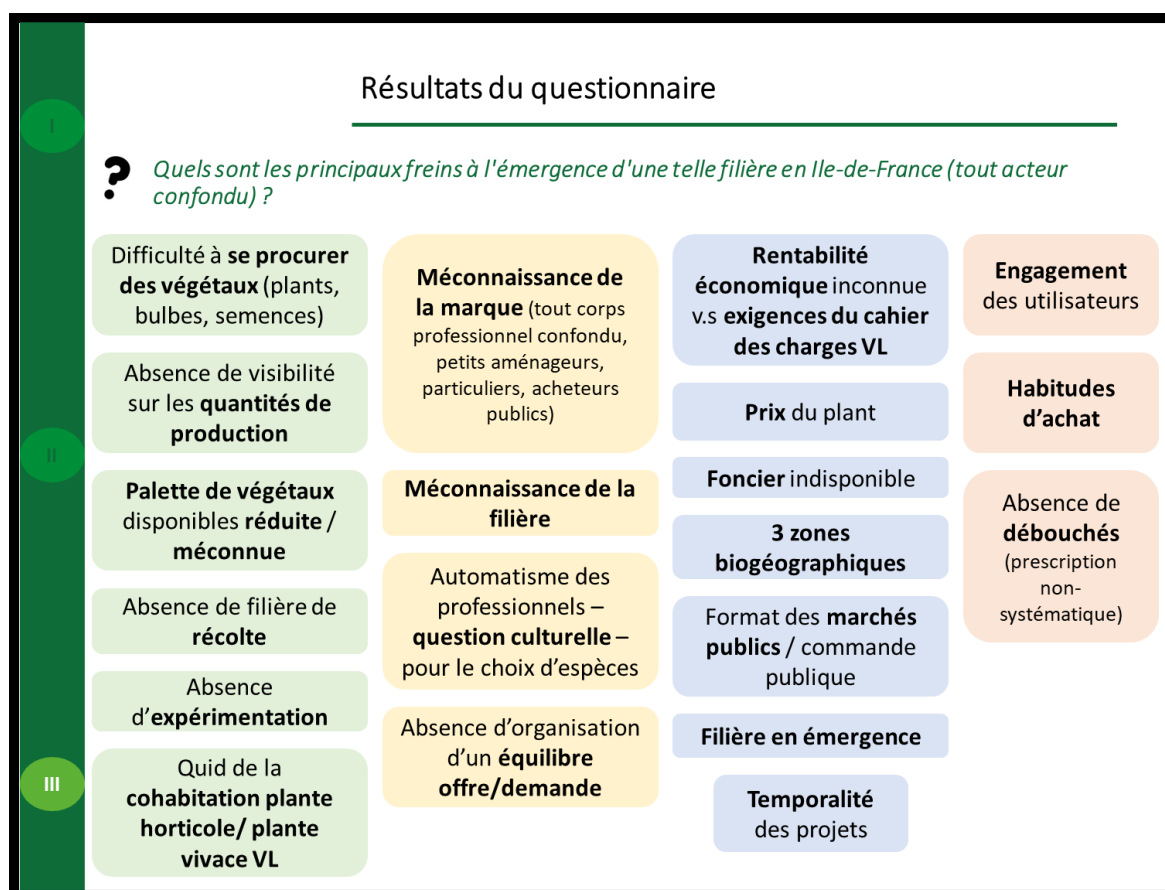 Résultats du questionnaire
I
?
Quels sont les principaux freins à l'émergence d'une telle filière en Ile-de-France (tout acteur
confondu) ?
Difficulté à se procurer
des végétaux (plants,
bulbes, semences)
Absence de visibilité
sur les quantités de
production
II
Palette de végétaux
disponibles réduite /
méconnue
Absence de filière de
récolte
Absence
d'expérimentation
III
Quid de la
cohabitation plante
horticole/ plante
vivace VL
Méconnaissance de
la marque (tout corps
professionnel confondu,
petits aménageurs,
particuliers, acheteurs
publics)
Méconnaissance de la
filière
Automatisme des
professionnels –
question culturelle –
pour le choix d'espèces
Absence d'organisation
d'un équilibre
offre/demande
Rentabilité
économique inconnue
v.s exigences du cahier
des charges VL
Prix du plant
Foncier indisponible
3 zones
biogéographiques
Format des marchés
publics / commande
publique
Filière en émergence
Temporalité
des projets
Engagement
des utilisateurs
Habitudes
d'achat
Absence de
débouchés
(prescription
non-
systématique)